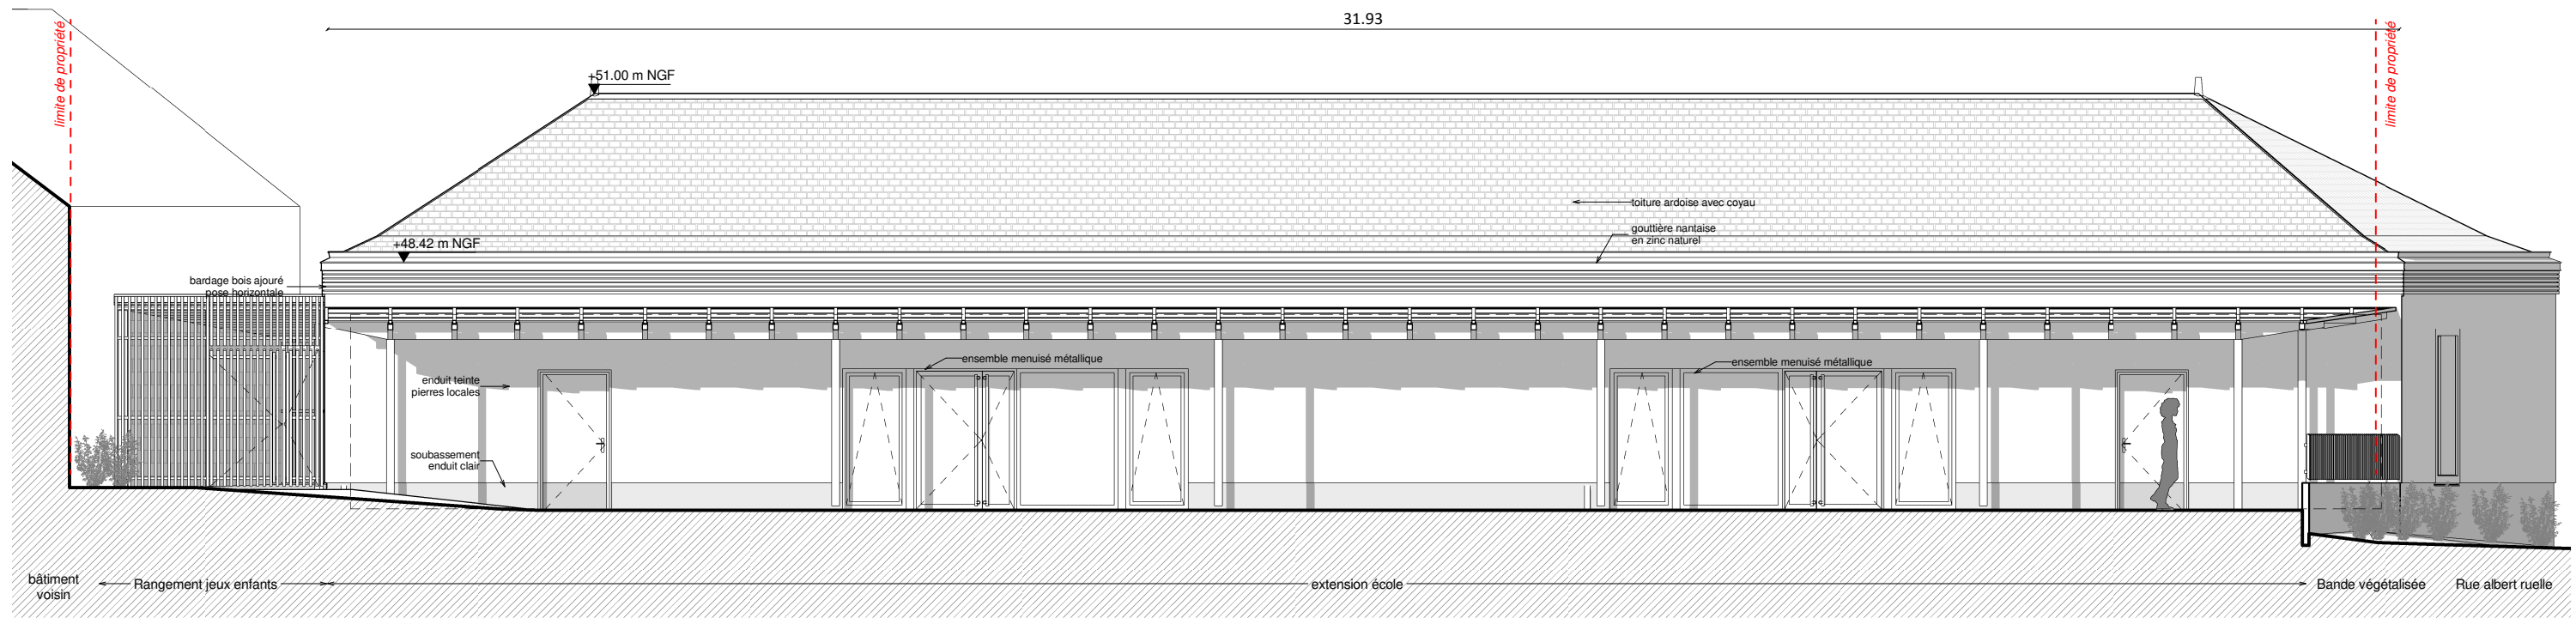 31.93
limite de propriété
limite de propriété
+51.00 m NGF
toiture ardoise avec coyau
gouttière nantaise
en zinc naturel
+48.42 m NGF
bardage bois ajouré
pose horizontale
ensemble menuisé métallique
ensemble menuisé métallique
enduit teinte
pierres locales
soubassement
enduit clair
bâtiment
voisin
Rangement jeux enfants
extension école
Bande végétalisée
Rue albert ruelle